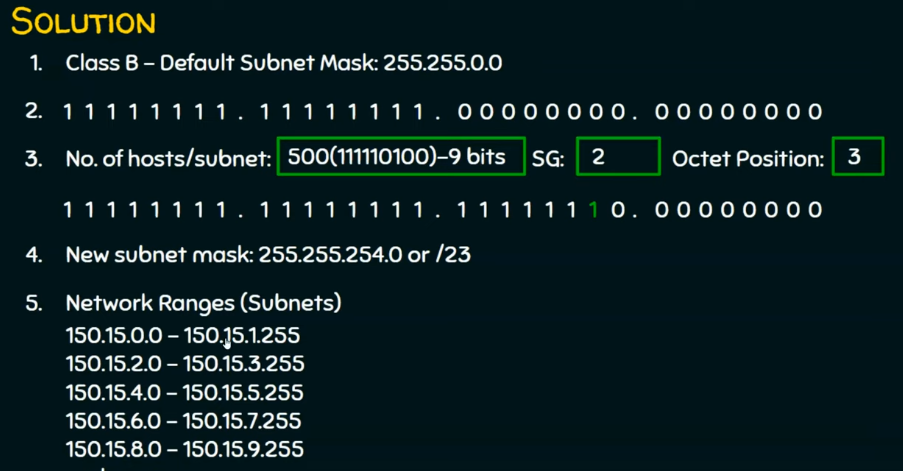 SOLUTION
1. Class B – Default Subnet Mask: 255.255.0.0
2. 1 1 1 1 1 1 1 1 . 1 1 1 1 1 1 1 1 . 0 0 0 0 0 0 0 0 . 0 0 0 0 0 0 0 0
3. No. of hosts/subnet: 500(111110100)–9 bits SG: 2 Octet Position: 3
1 1 1 1 1 1 1 1 . 1 1 1 1 1 1 1 1 . 1 1 1 1 1 1 1 0 . 0 0 0 0 0 0 0 0
4. New subnet mask: 255.255.254.0 or /23
5. Network Ranges (Subnets)
150.15.0.0 – 150.15.1.255
150.15.2.0 – 150.15.3.255
150.15.4.0 – 150.15.5.255
150.15.6.0 – 150.15.7.255
150.15.8.0 – 150.15.9.255